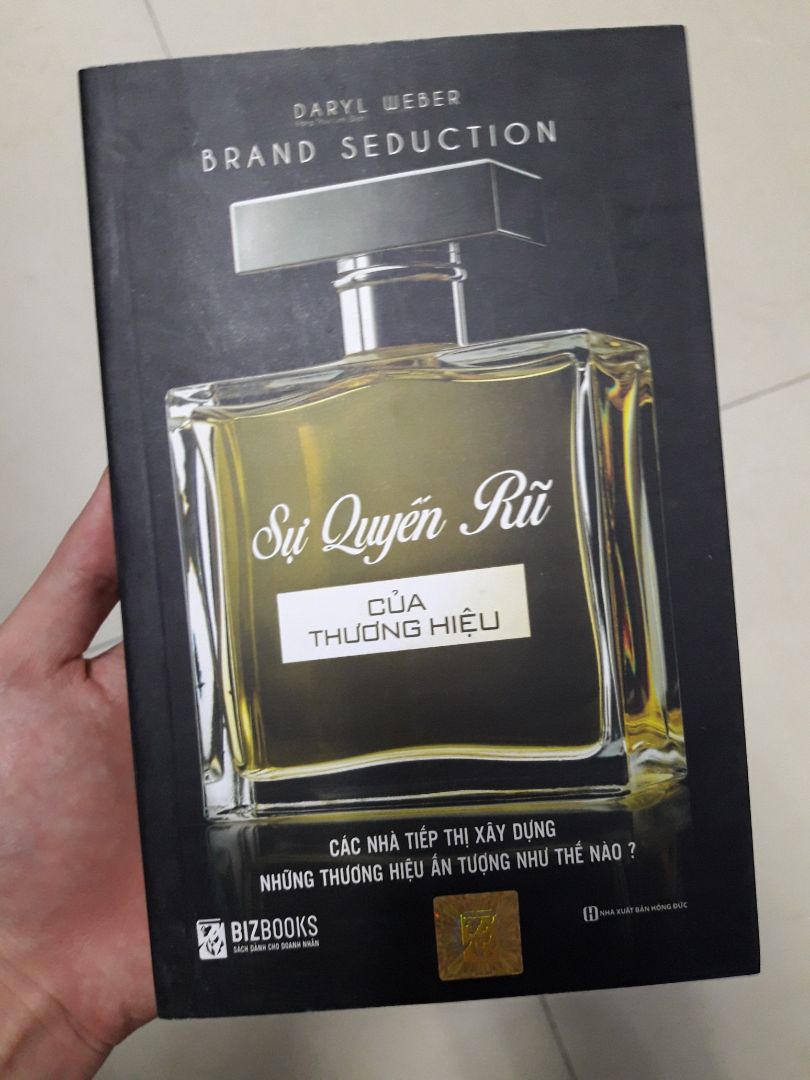 DARYL WEBER
BRAND SEDUCTION
Sự Quyến Rũ
CỦA
THƯƠNG HIỆU
CÁC NHÀ TIẾP THỊ XÂY DỰNG
NHỮNG THƯƠNG HIỆU ẤN TƯỢNG NHƯ THẾ NÀO ?
BIZBOOKS
SÁCH DÀNH CHO DOANH NHÂN
NHÀ XUẤT BẢN HỒNG ĐỨC